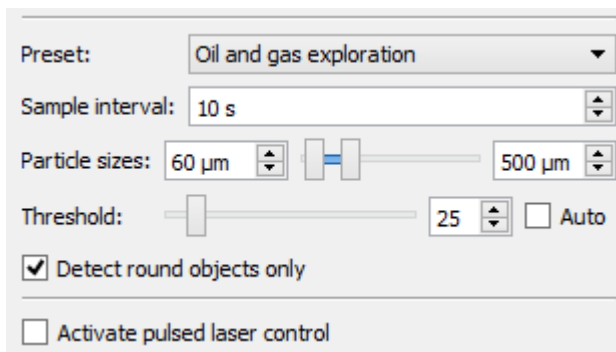 Preset: Oil and gas exploration
Sample interval: 10 s
Particle sizes: 60 µm 500 µm
Threshold: 25 Auto
Detect round objects only
Activate pulsed laser control